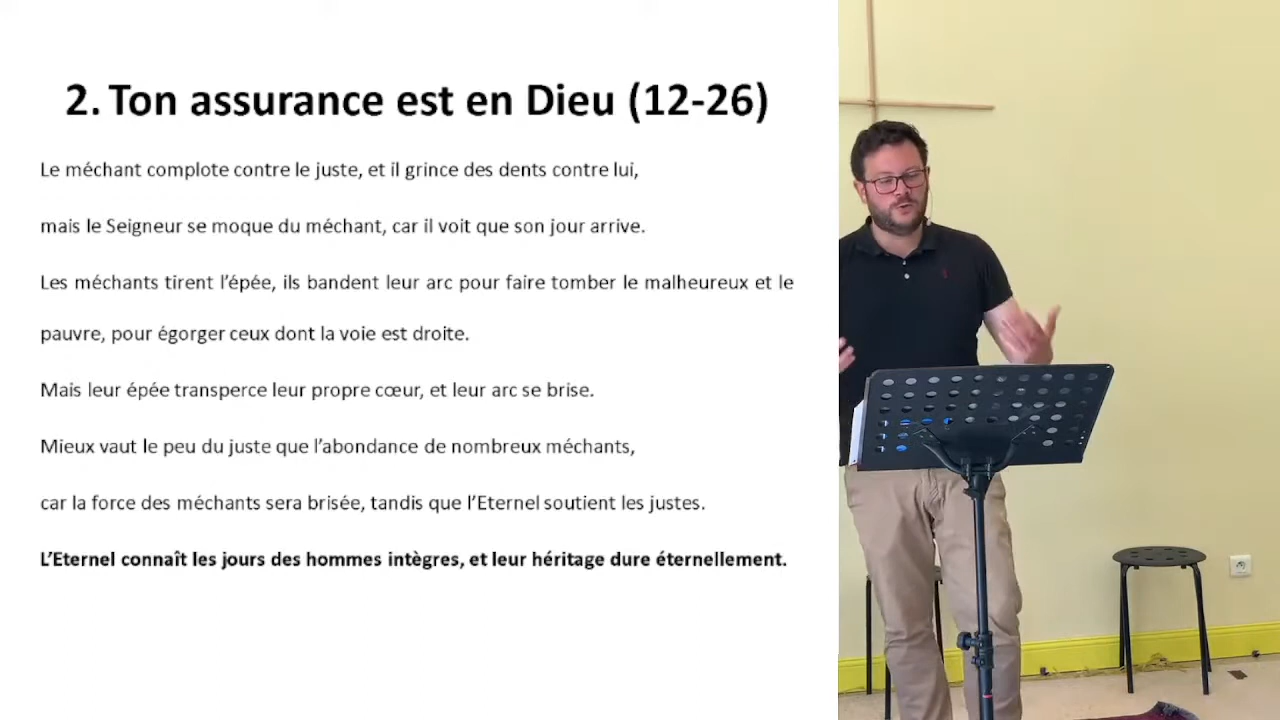 2. Ton assurance est en Dieu (12-26)
Le méchant complote contre le juste, et il grince des dents contre lui,
mais le Seigneur se moque du méchant, car il voit que son jour arrive.
Les méchants tirent l’épée, ils bandent leur arc pour faire tomber le malheureux et le
pauvre, pour égorger ceux dont la voie est droite.
Mais leur épée transperce leur propre cœur, et leur arc se brise.
Mieux vaut le peu du juste que l’abondance de nombreux méchants,
car la force des méchants sera brisée, tandis que l’Eternel soutient les justes.
L’Eternel connaît les jours des hommes intègres, et leur héritage dure éternellement.